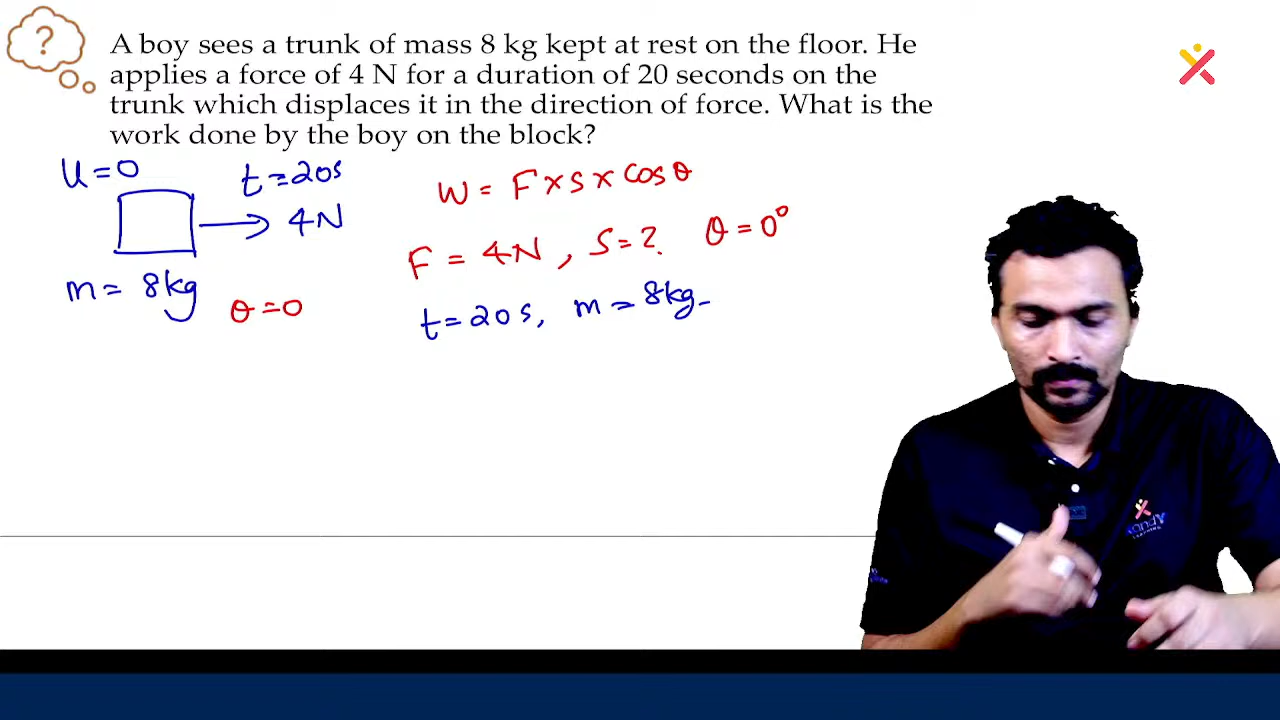 ?
A boy sees a trunk of mass 8 kg kept at rest on the floor. He
applies a force of 4 N for a duration of 20 seconds on the
trunk which displaces it in the direction of force. What is the
work done by the boy on the block?
u = 0
t = 20s
4N
m = 8kg
θ = 0
W = F × s × cos θ
F = 4N , S = ? θ = 0°
t = 20s, m = 8kg